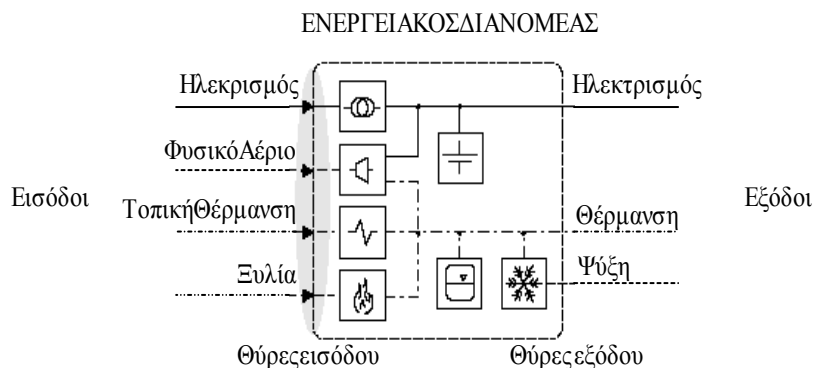 ΕΝΕΡΓΕΙΑΚΟΣΔΙΑΝΟΜΕΑΣ
Ηλεκρισμός Ηλεκτρισμός
ΦυσικόΑέριο
Εισόδοι Εξόδοι
ΤοπικήΘέρμανση Θέρμανση
Ξυλία Ψύξη
Θύρεςεισόδου Θύρες εξόδου